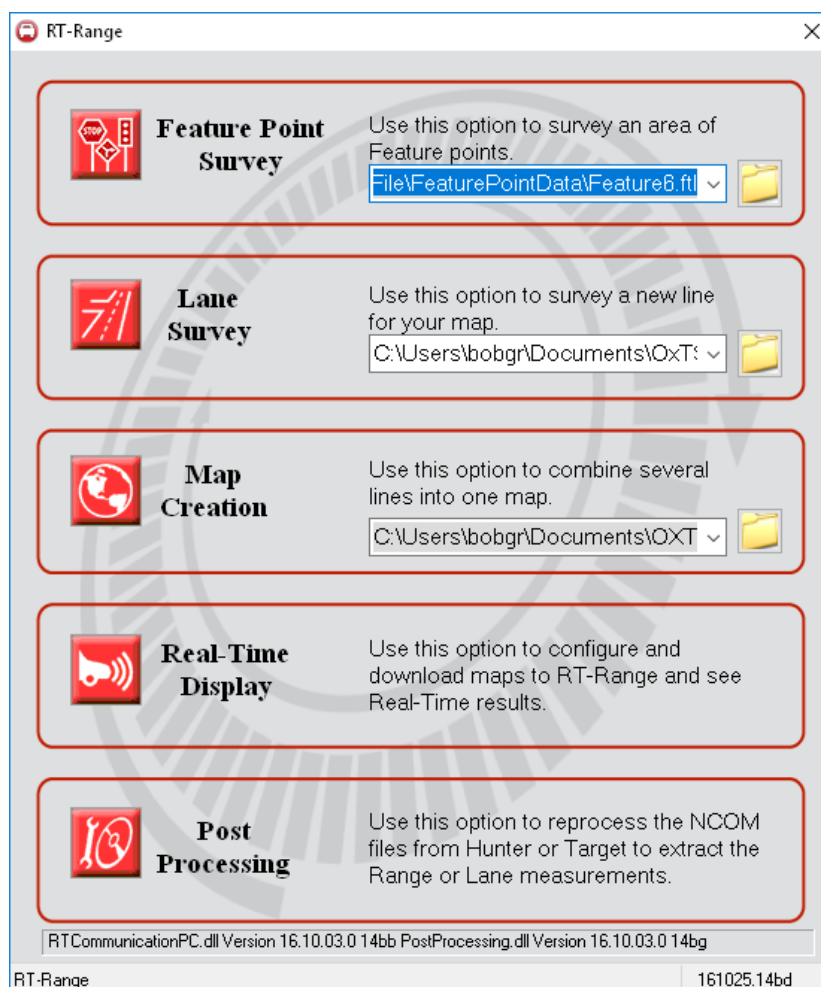 RT-Range
Feature Point
Survey
Use this option to survey an area of
Feature points.
File\FeaturePointData\Feature6.ftl
Lane
Survey
Use this option to survey a new line
for your map.
C:\Users\bobgr\Documents\OxTS
Map
Creation
Use this option to combine several
lines into one map.
C:\Users\bobgr\Documents\OXT
Real-Time
Display
Use this option to configure and
download maps to RT-Range and see
Real-Time results.
Post
Processing
Use this option to reprocess the NCOM
files from Hunter or Target to extract the
Range or Lane measurements.
RTCommunicationPC.dll Version 16.10.03.0 14bb PostProcessing.dll Version 16.10.03.0 14bg
RT-Range
161025.14bd
STOP